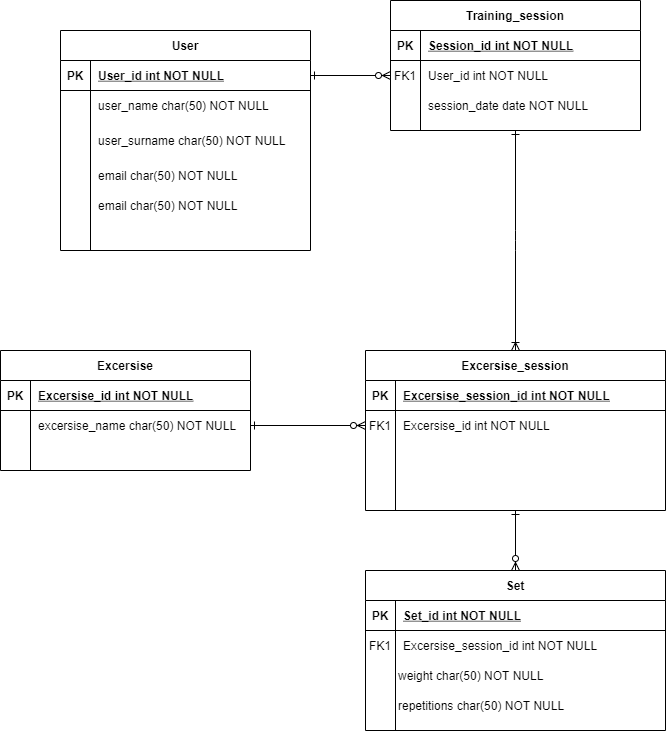 User
PK User_id int NOT NULL
user_name char(50) NOT NULL
user_surname char(50) NOT NULL
email char(50) NOT NULL
email char(50) NOT NULL
Training_session
PK Session_id int NOT NULL
FK1 User_id int NOT NULL
session_date date NOT NULL
Excersise
PK Excersise_id int NOT NULL
excersise_name char(50) NOT NULL
Excersise_session
PK Excersise_session_id int NOT NULL
FK1 Excersise_id int NOT NULL
Set
PK Set_id int NOT NULL
FK1 Excersise_session_id int NOT NULL
weight char(50) NOT NULL
repetitions char(50) NOT NULL